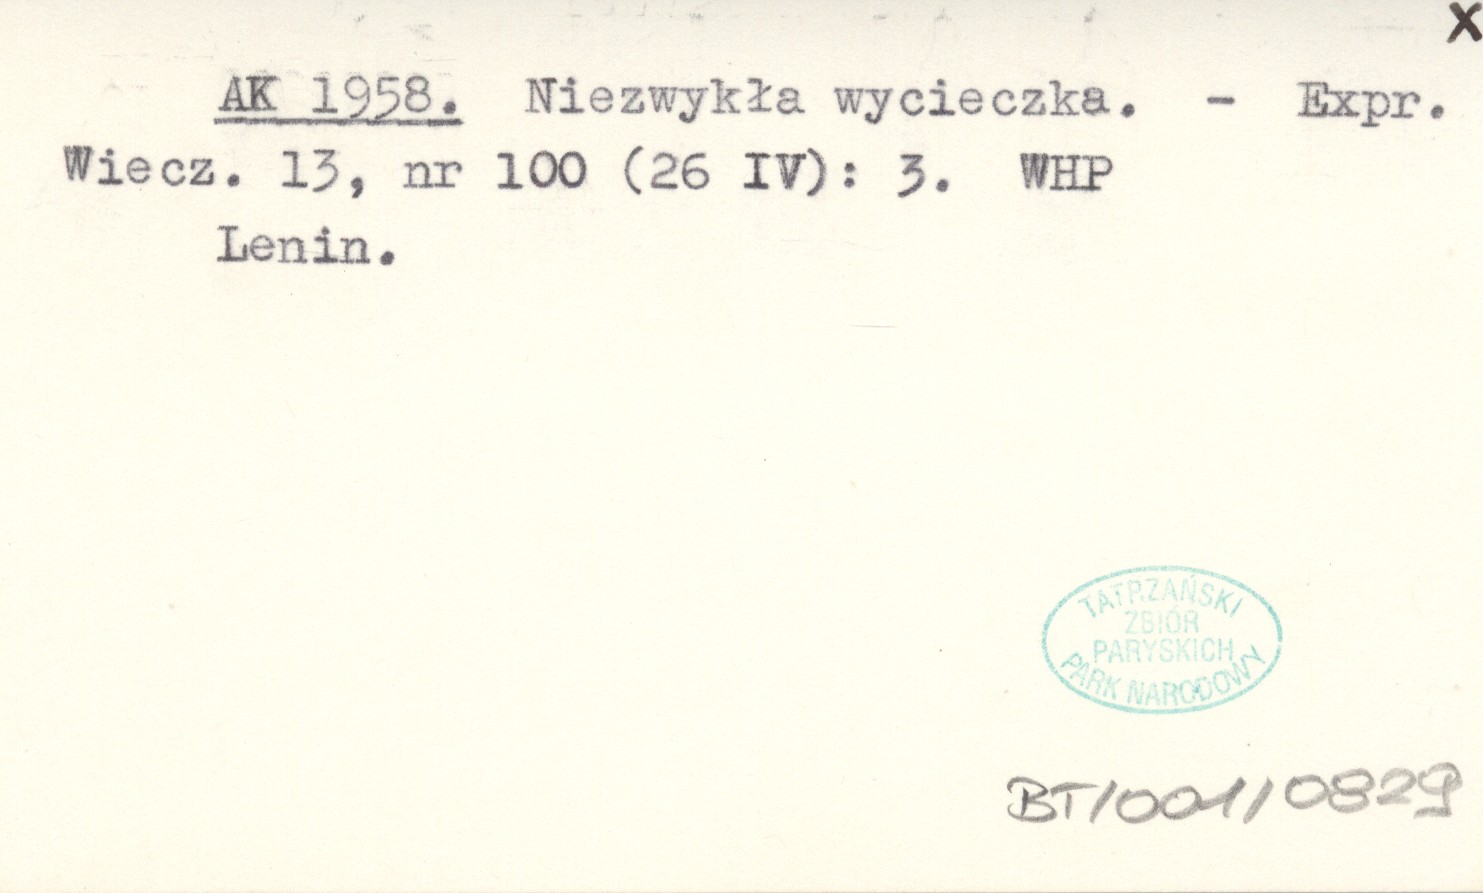 X
AK 1958. Niezwykła wycieczka. - Expr.
Wiecz. 13, nr 100 (26 IV): 3. WHP
Lenin.
TATRZAŃSKI
ZBIÓR
PARYSKICH
PARK NARODOWY
BT/001/0829